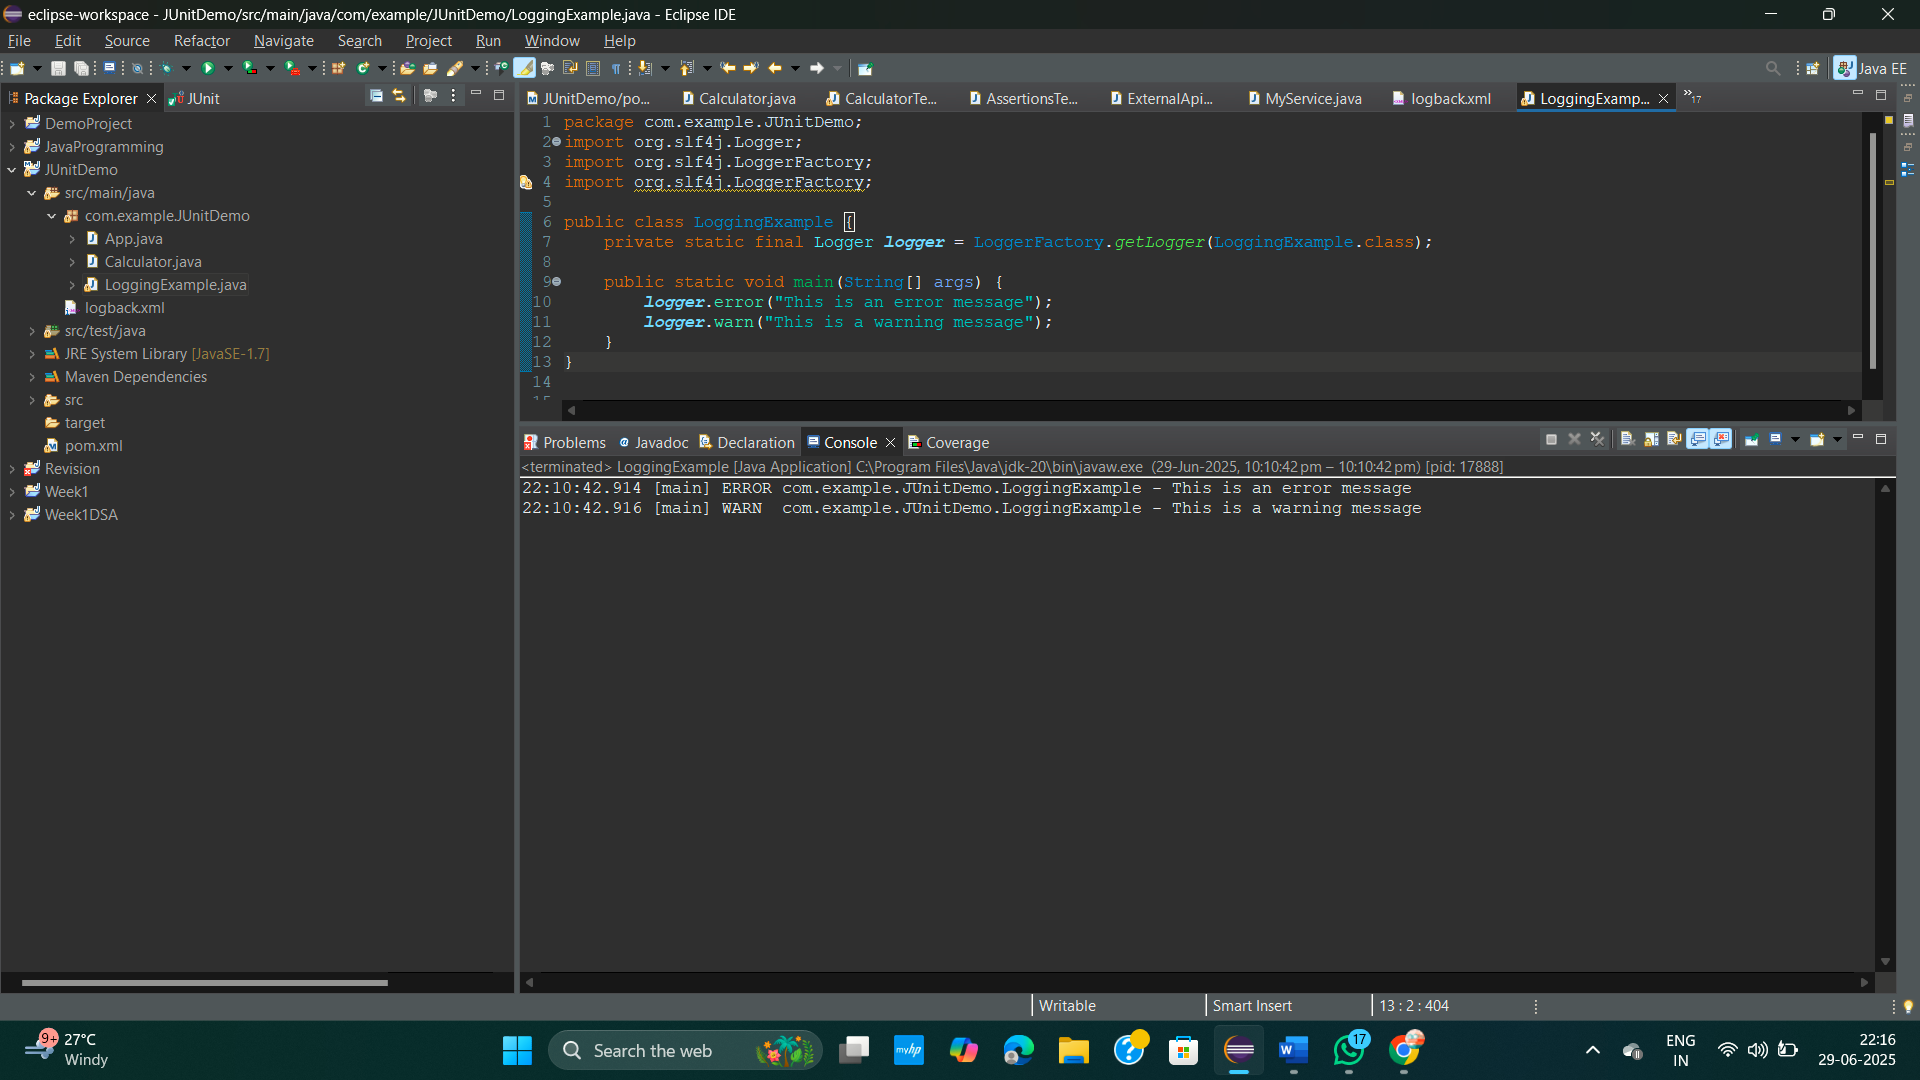 eclipse-workspace - JUnitDemo/src/main/java/com/example/JUnitDemo/LoggingExample.java - Eclipse IDE
File Edit Source Refactor Navigate Search Project Run Window Help
Java EE
Package Explorer JUnit
DemoProject
JavaProgramming
JUnitDemo
src/main/java
com.example.JUnitDemo
App.java
Calculator.java
LoggingExample.java
logback.xml
src/test/java
JRE System Library [JavaSE-1.7]
Maven Dependencies
src
target
pom.xml
Revision
Week1
Week1DSA
JUnitDemo/po... Calculator.java CalculatorTe... AssertionsTe... ExternalApi... MyService.java logback.xml LoggingExamp... »17
1 package com.example.JUnitDemo;
2 import org.slf4j.Logger;
3 import org.slf4j.LoggerFactory;
4 import org.slf4j.LoggerFactory;
5
6 public class LoggingExample {
7 private static final Logger logger = LoggerFactory.getLogger(LoggingExample.class);
8
9 public static void main(String[] args) {
10 logger.error("This is an error message");
11 logger.warn("This is a warning message");
12 }
13 }
14
15
Problems Javadoc Declaration Console Coverage
<terminated> LoggingExample [Java Application] C:\Program Files\Java\jdk-20\bin\javaw.exe (29-Jun-2025, 10:10:42 pm – 10:10:42 pm) [pid: 17888]
22:10:42.914 [main] ERROR com.example.JUnitDemo.LoggingExample - This is an error message
22:10:42.916 [main] WARN  com.example.JUnitDemo.LoggingExample - This is a warning message
Writable Smart Insert 13 : 2 : 404
9+ 27°C
Windy
Search the web
myhp
W
17
ENG
IN
22:16
29-06-2025